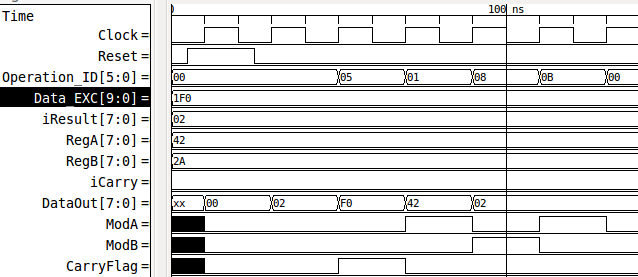 Time
0 100 ns
Clock =
Reset =
Operation_ID[5:0] = 00 05 01 08 0B 00
Data_EXC[9:0] = 1F0
iResult[7:0] = 02
RegA[7:0] = 42
RegB[7:0] = 2A
iCarry =
DataOut[7:0] = xx 00 02 F0 42 02
ModA =
ModB =
CarryFlag =